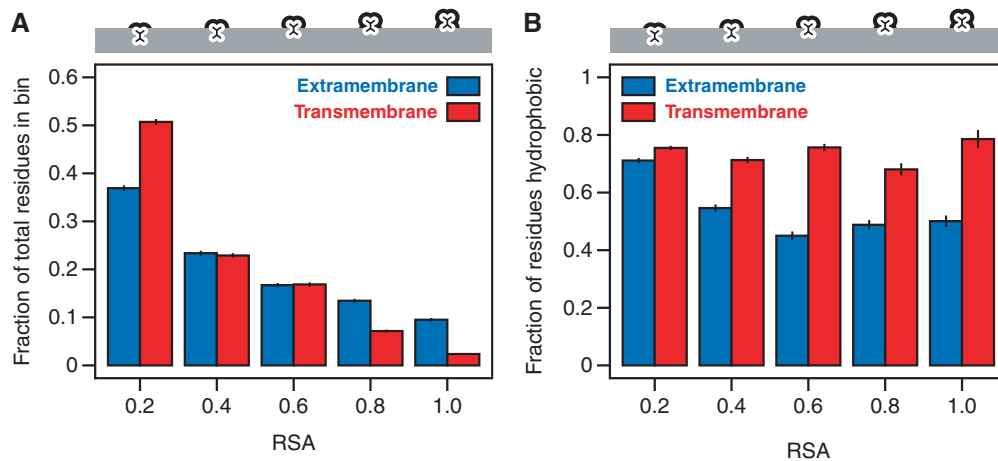 A
Fraction of total residues in bin
0.6
0.5
0.4
0.3
0.2
0.1
0
Extramembrane
Transmembrane
0.2 0.4 0.6 0.8 1.0
RSA
B
Fraction of residues hydrophobic
1
0.8
0.6
0.4
0.2
0
Extramembrane
Transmembrane
0.2 0.4 0.6 0.8 1.0
RSA